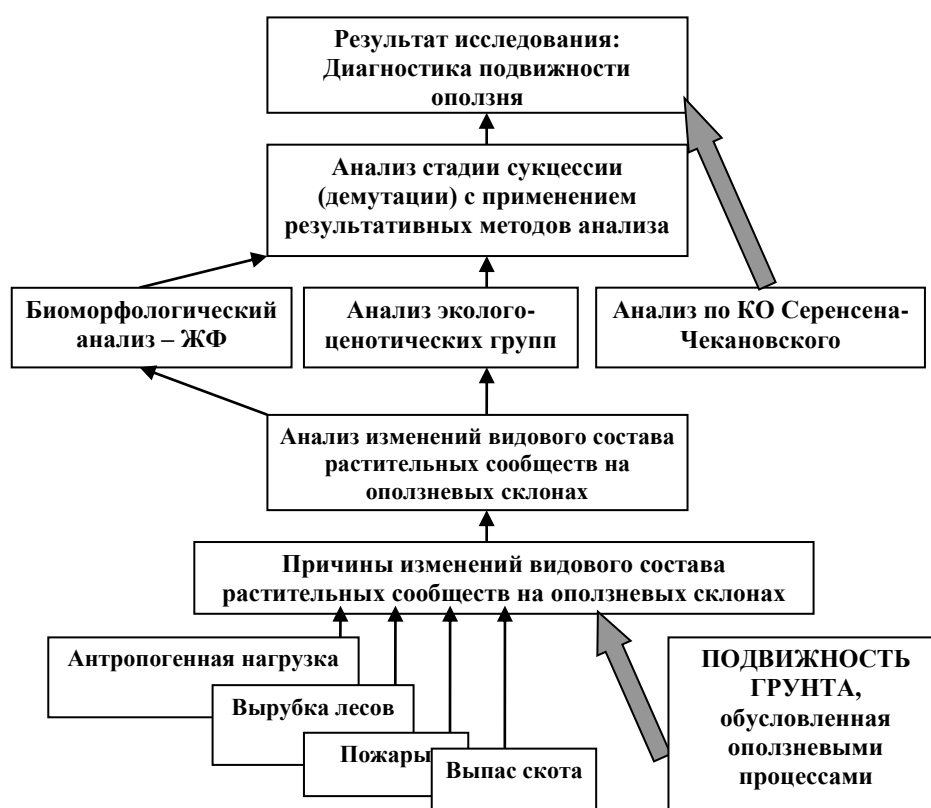 Результат исследования:
Диагностика подвижности
оползня
Анализ стадии сукцессии
(демутации) с применением
результативных методов анализа
Биоморфологический
анализ – ЖФ
Анализ эколого-
ценотических групп
Анализ по КО Серенсена-
Чекановского
Анализ изменений видового состава
растительных сообществ на
оползневых склонах
Причины изменений видового состава
растительных сообществ на оползневых склонах
Антропогенная нагрузка
Вырубка лесов
Пожары
Выпас скота
ПОДВИЖНОСТЬ
ГРУНТА,
обусловленная
оползневыми
процессами